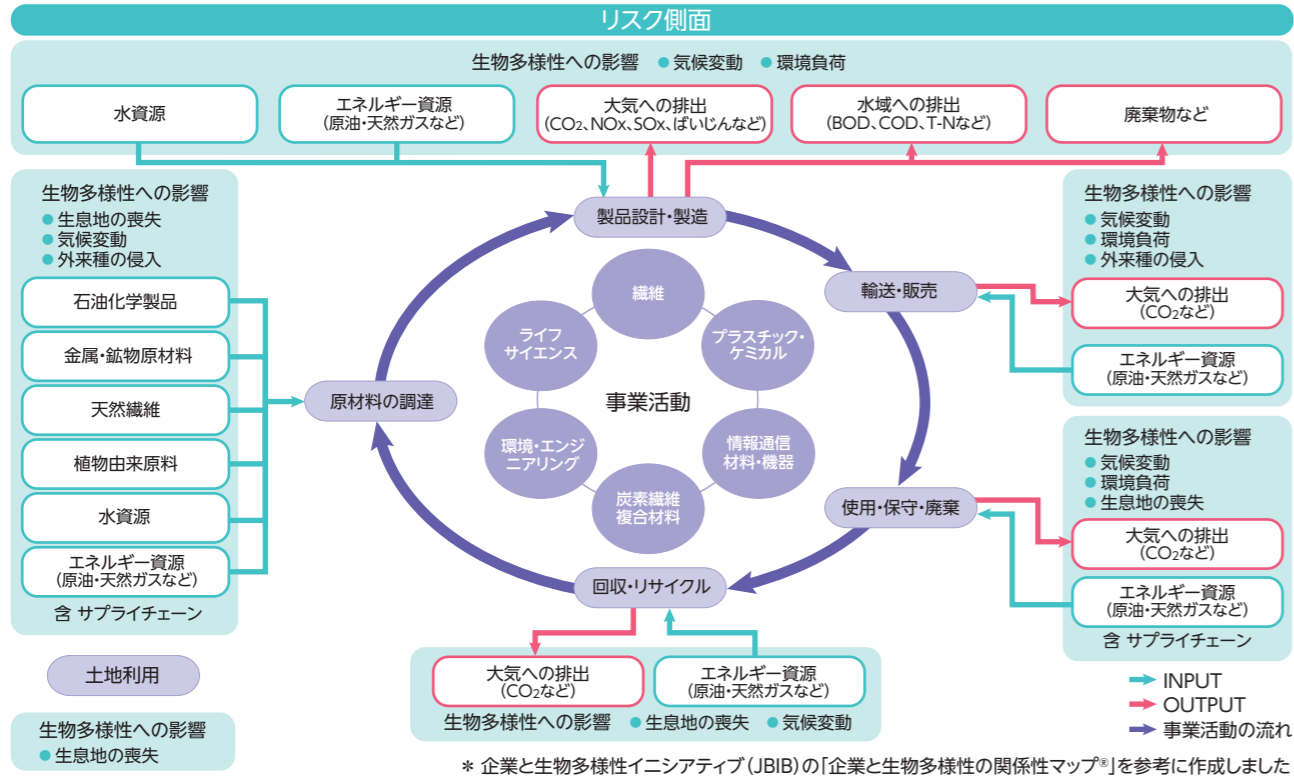 リスク側面
生物多様性への影響 ●気候変動 ●環境負荷
水資源
エネルギー資源
(原油・天然ガスなど)
大気への排出
(CO₂、NOx、SOx、ばいじんなど)
水域への排出
(BOD、COD、T-Nなど)
廃棄物など
生物多様性への影響
●生息地の喪失
●気候変動
●外来種の侵入
石油化学製品
金属・鉱物原材料
天然繊維
植物由来原料
水資源
エネルギー資源
(原油・天然ガスなど)
含 サプライチェーン
土地利用
生物多様性への影響
●生息地の喪失
製品設計・製造
輸送・販売
使用・保守・廃棄
回収・リサイクル
原材料の調達
事業活動
繊維
プラスチック・
ケミカル
情報通信
材料・機器
炭素繊維
複合材料
環境・エンジ
ニアリング
ライフ
サイエンス
生物多様性への影響
●気候変動
●環境負荷
●外来種の侵入
大気への排出
(CO₂など)
エネルギー資源
(原油・天然ガスなど)
生物多様性への影響
●気候変動
●環境負荷
●生息地の喪失
大気への排出
(CO₂など)
エネルギー資源
(原油・天然ガスなど)
含 サプライチェーン
大気への排出
(CO₂など)
エネルギー資源
(原油・天然ガスなど)
生物多様性への影響 ●生息地の喪失 ●気候変動
INPUT
OUTPUT
事業活動の流れ
＊ 企業と生物多様性イニシアティブ(JBIB)の「企業と生物多様性の関係性マップ®」を参考に作成しました